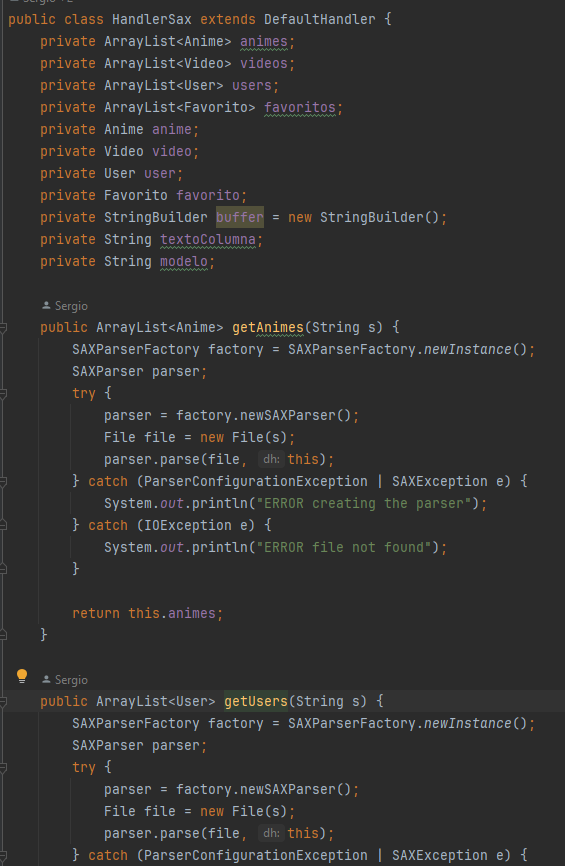 Sergio
public class HandlerSax extends DefaultHandler {
    private ArrayList<Anime> animes;
    private ArrayList<Video> videos;
    private ArrayList<User> users;
    private ArrayList<Favorito> favoritos;
    private Anime anime;
    private Video video;
    private User user;
    private Favorito favorito;
    private StringBuilder buffer = new StringBuilder();
    private String textoColumna;
    private String modelo;
    Sergio
    public ArrayList<Anime> getAnimes(String s) {
        SAXParserFactory factory = SAXParserFactory.newInstance();
        SAXParser parser;
        try {
            parser = factory.newSAXParser();
            File file = new File(s);
            parser.parse(file, dh: this);
        } catch (ParserConfigurationException | SAXException e) {
            System.out.println("ERROR creating the parser");
        } catch (IOException e) {
            System.out.println("ERROR file not found");
        }
        return this.animes;
    }
    Sergio
    public ArrayList<User> getUsers(String s) {
        SAXParserFactory factory = SAXParserFactory.newInstance();
        SAXParser parser;
        try {
            parser = factory.newSAXParser();
            File file = new File(s);
            parser.parse(file, dh: this);
        } catch (ParserConfigurationException | SAXException e) {